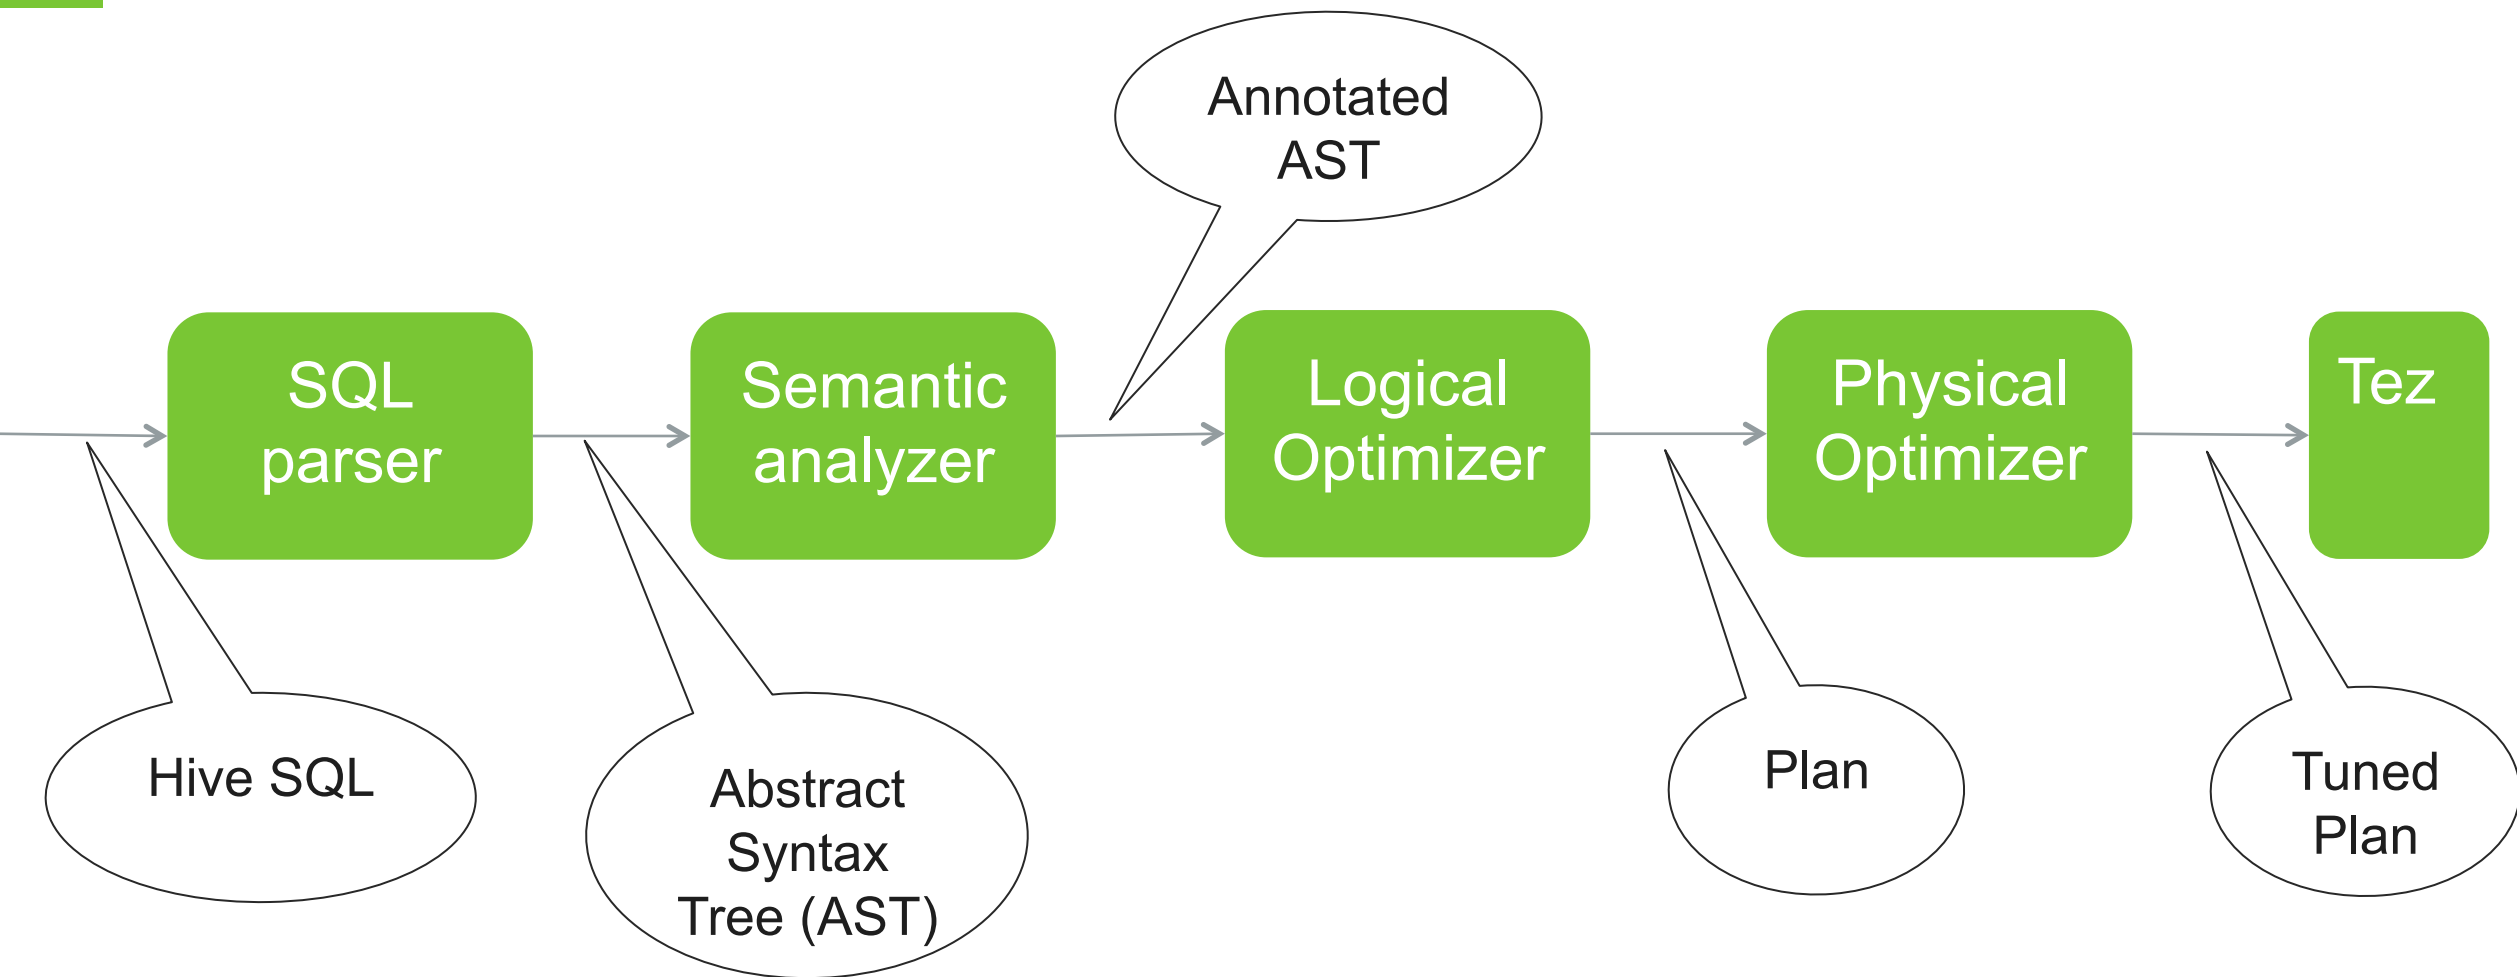 Annotated
AST
SQL
parser
Semantic
analyzer
Logical
Optimizer
Physical
Optimizer
Tez
Hive SQL
Abstract
Syntax
Tree (AST)
Plan
Tuned
Plan